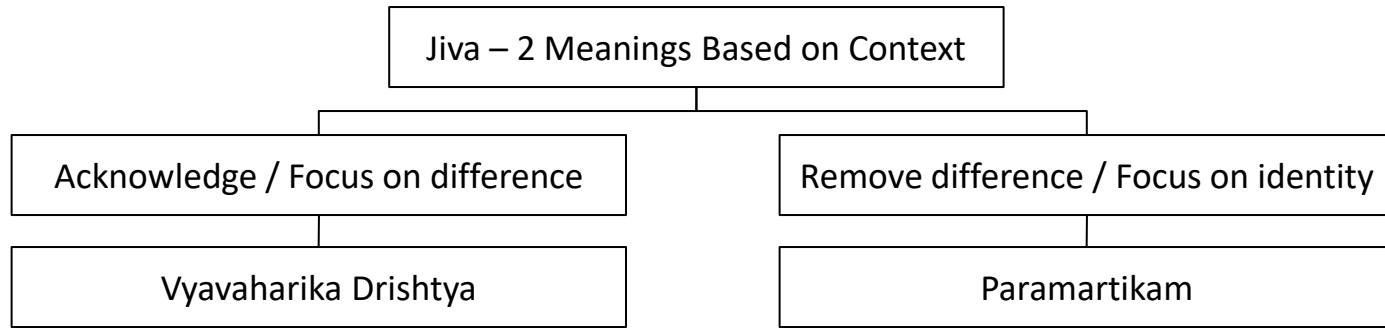 Jiva – 2 Meanings Based on Context
Acknowledge / Focus on difference
Remove difference / Focus on identity
Vyavaharika Drishtya
Paramartikam